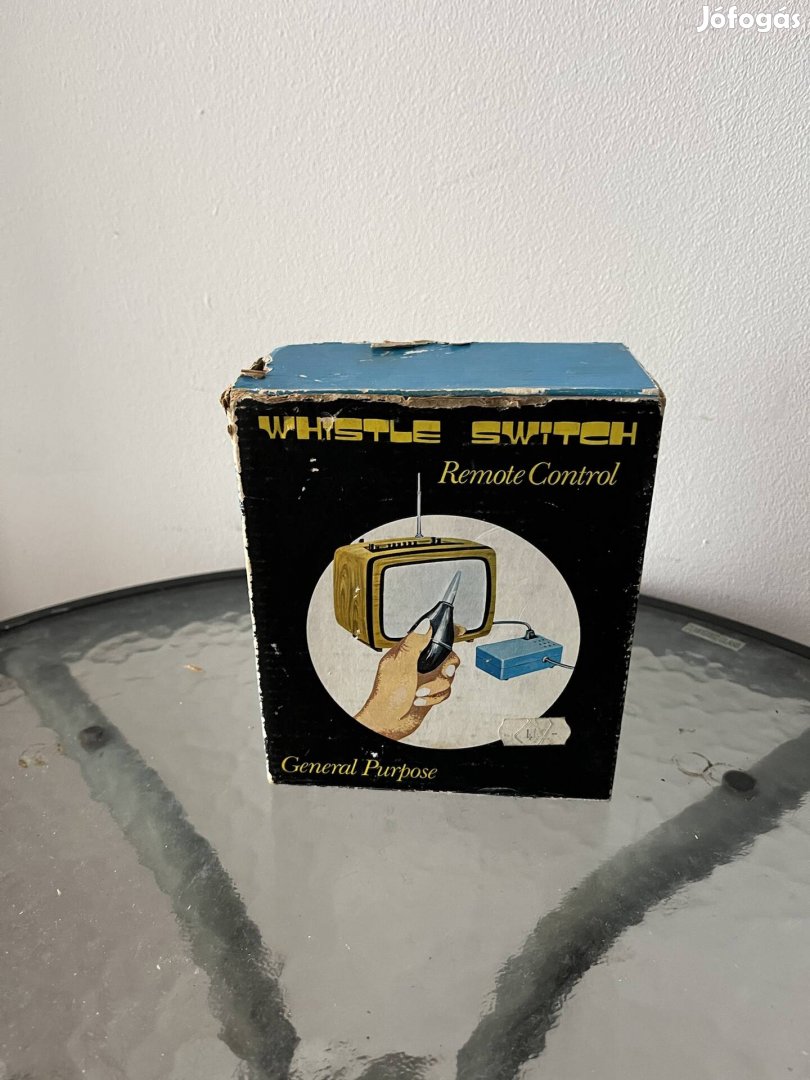 Jófogás
WHISTLE SWITCH
Remote Control
General Purpose